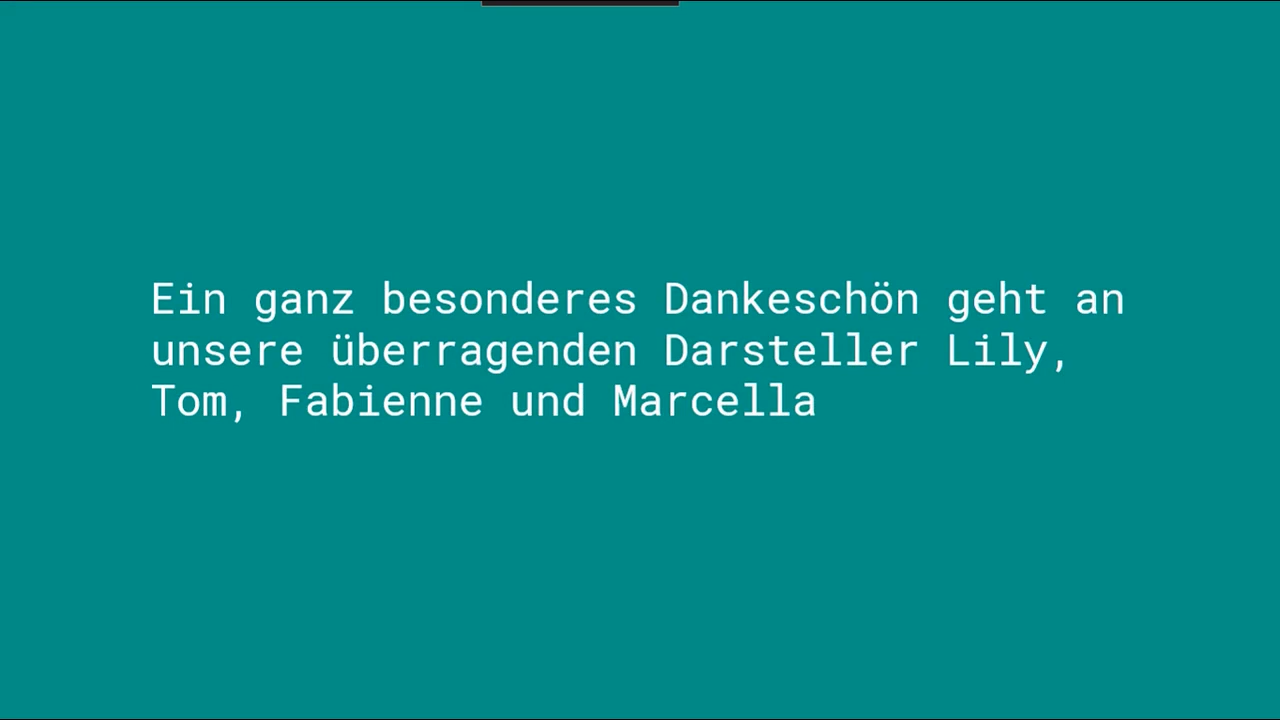 Ein ganz besonderes Dankeschön geht an
unsere überragenden Darsteller Lily,
Tom, Fabienne und Marcella